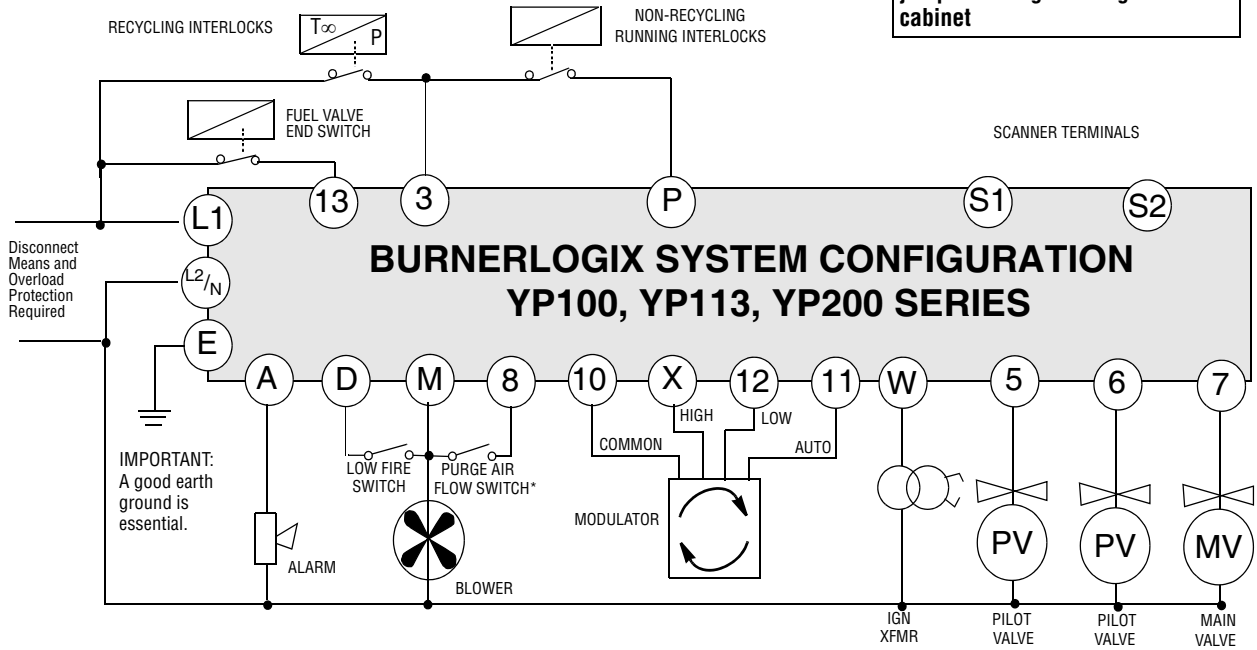 cabinet
RECYCLING INTERLOCKS
T∞
P
NON-RECYCLING
RUNNING INTERLOCKS
FUEL VALVE
END SWITCH
SCANNER TERMINALS
13
3
P
S1
S2
L1
L2/N
E
Disconnect
Means and
Overload
Protection
Required
BURNERLOGIX SYSTEM CONFIGURATION
YP100, YP113, YP200 SERIES
A
D
M
8
10
X
12
11
W
5
6
7
IMPORTANT:
A good earth
ground is
essential.
LOW FIRE
SWITCH
PURGE AIR
FLOW SWITCH*
COMMON
HIGH
LOW
AUTO
MODULATOR
ALARM
BLOWER
PV
PV
MV
IGN
XFMR
PILOT
VALVE
PILOT
VALVE
MAIN
VALVE